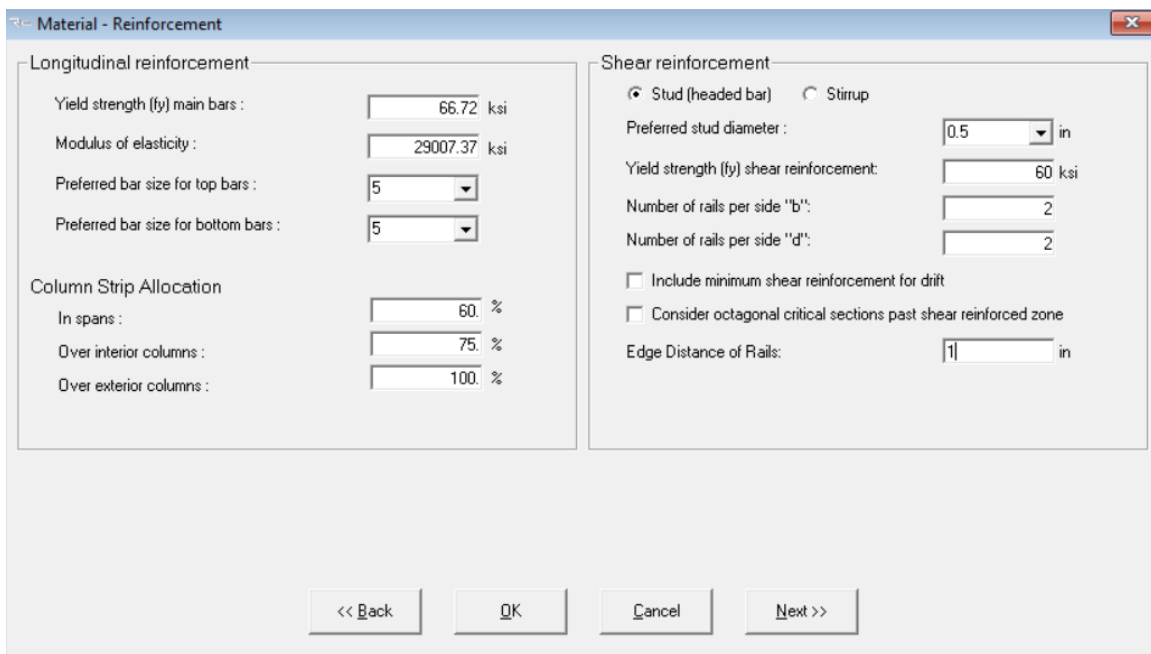 Material - Reinforcement
Longitudinal reinforcement
Yield strength (fy) main bars : 66.72 ksi
Modulus of elasticity : 29007.37 ksi
Preferred bar size for top bars : 5
Preferred bar size for bottom bars : 5
Column Strip Allocation
In spans : 60. %
Over interior columns : 75. %
Over exterior columns : 100. %
Shear reinforcement
Stud (headed bar) Stirrup
Preferred stud diameter : 0.5 in
Yield strength (fy) shear reinforcement: 60 ksi
Number of rails per side "b": 2
Number of rails per side "d": 2
Include minimum shear reinforcement for drift
Consider octagonal critical sections past shear reinforced zone
Edge Distance of Rails: 1 in
<< Back OK Cancel Next >>